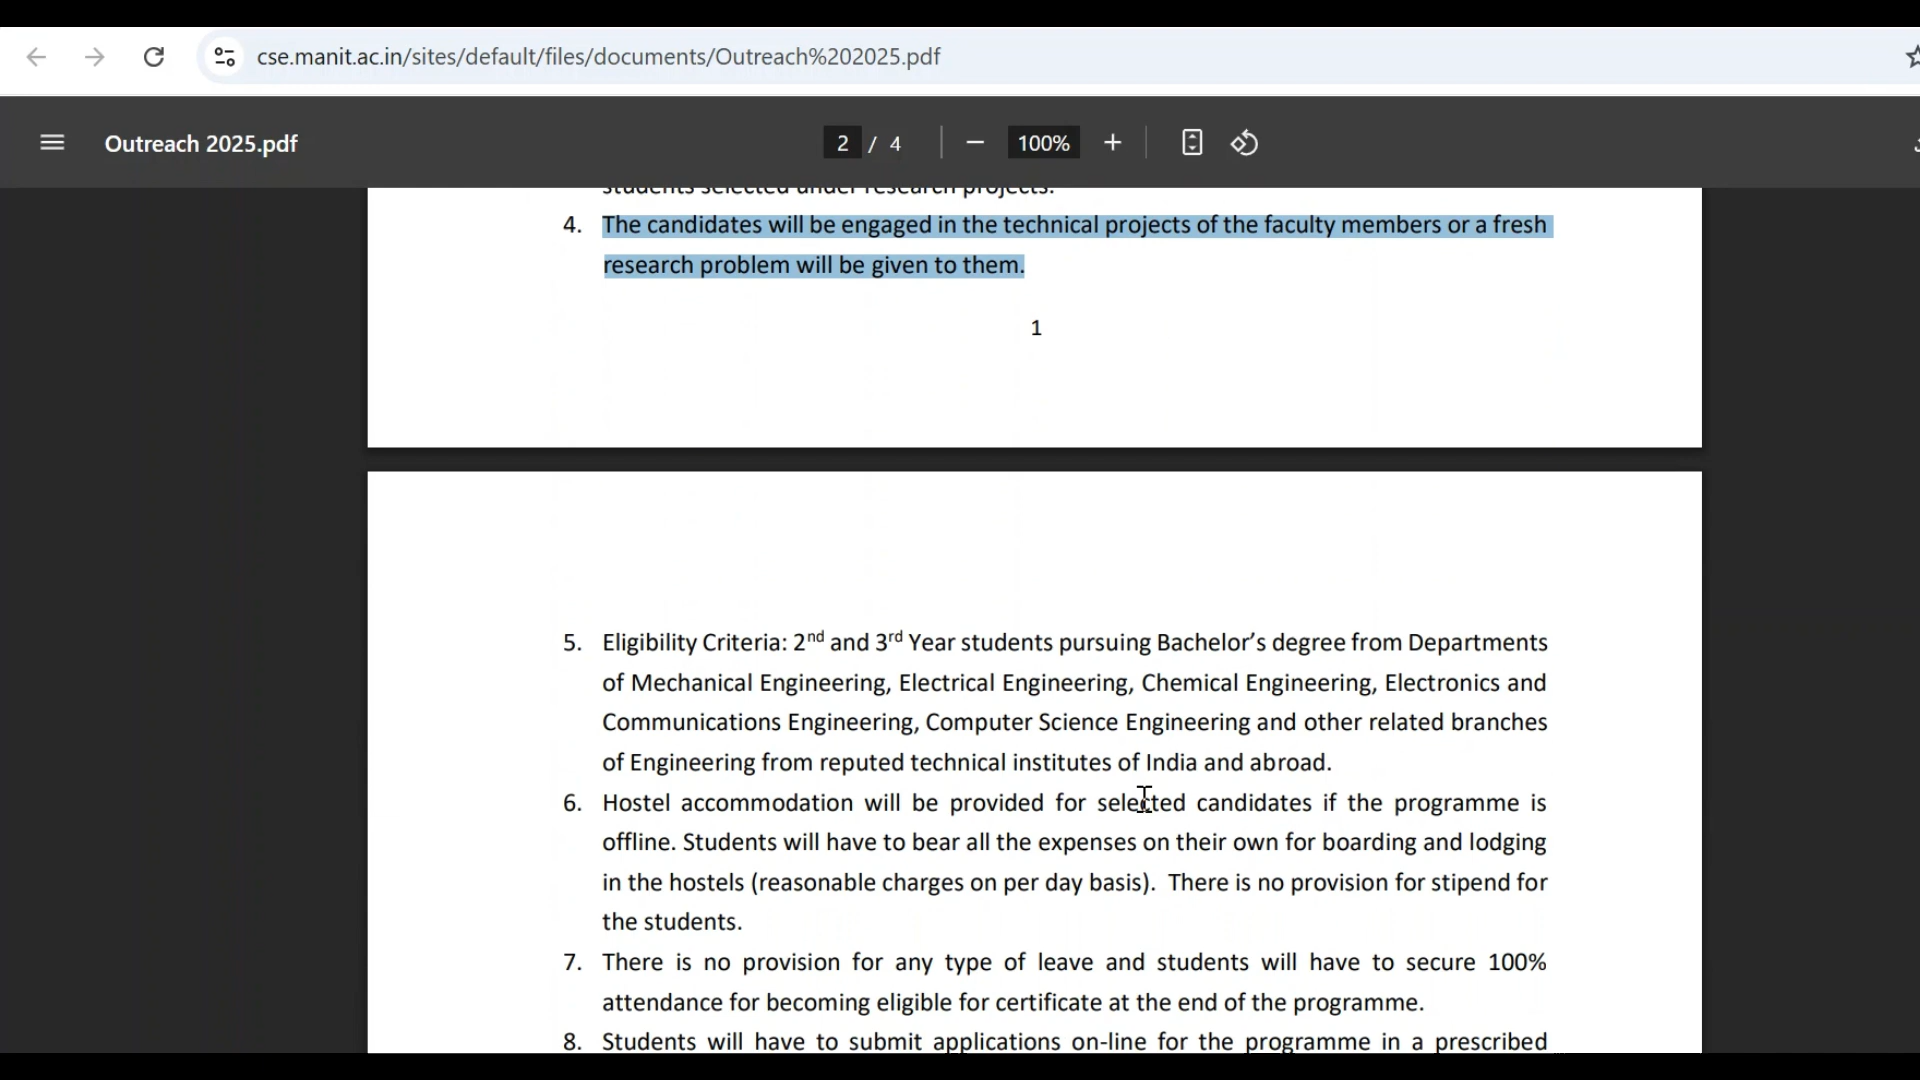 cse.manit.ac.in/sites/default/files/documents/Outreach%202025.pdf
Outreach 2025.pdf
2 / 4
100%
students selected under research projects.
4. The candidates will be engaged in the technical projects of the faculty members or a fresh
research problem will be given to them.
1
5. Eligibility Criteria: 2nd and 3rd Year students pursuing Bachelor’s degree from Departments
of Mechanical Engineering, Electrical Engineering, Chemical Engineering, Electronics and
Communications Engineering, Computer Science Engineering and other related branches
of Engineering from reputed technical institutes of India and abroad.
6. Hostel accommodation will be provided for selected candidates if the programme is
offline. Students will have to bear all the expenses on their own for boarding and lodging
in the hostels (reasonable charges on per day basis). There is no provision for stipend for
the students.
7. There is no provision for any type of leave and students will have to secure 100%
attendance for becoming eligible for certificate at the end of the programme.
8. Students will have to submit applications on-line for the programme in a prescribed